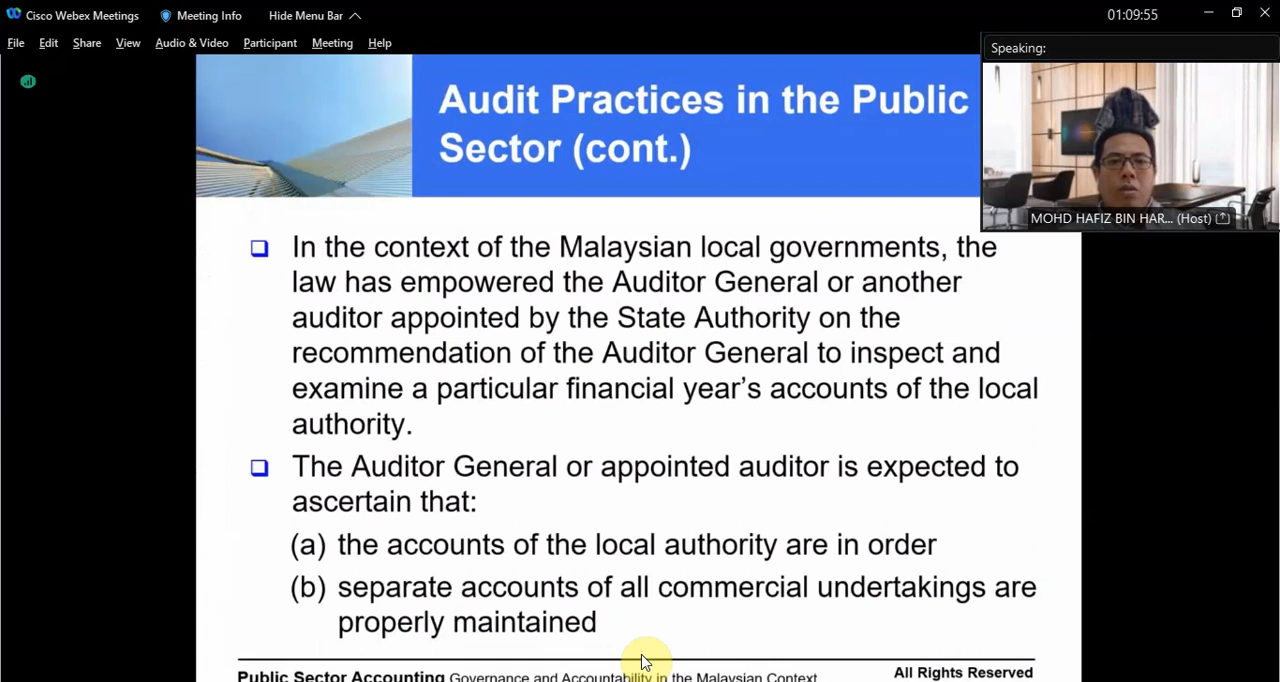 Cisco Webex Meetings Meeting Info Hide Menu Bar 01:09:55
File Edit Share View Audio & Video Participant Meeting Help
Speaking:
MOHD HAFIZ BIN HAR... (Host)
Audit Practices in the Public
Sector (cont.)
❑ In the context of the Malaysian local governments, the
law has empowered the Auditor General or another
auditor appointed by the State Authority on the
recommendation of the Auditor General to inspect and
examine a particular financial year’s accounts of the local
authority.
❑ The Auditor General or appointed auditor is expected to
ascertain that:
(a) the accounts of the local authority are in order
(b) separate accounts of all commercial undertakings are
properly maintained
Public Sector Accounting Governance and Accountability in the Malaysian Context All Rights Reserved